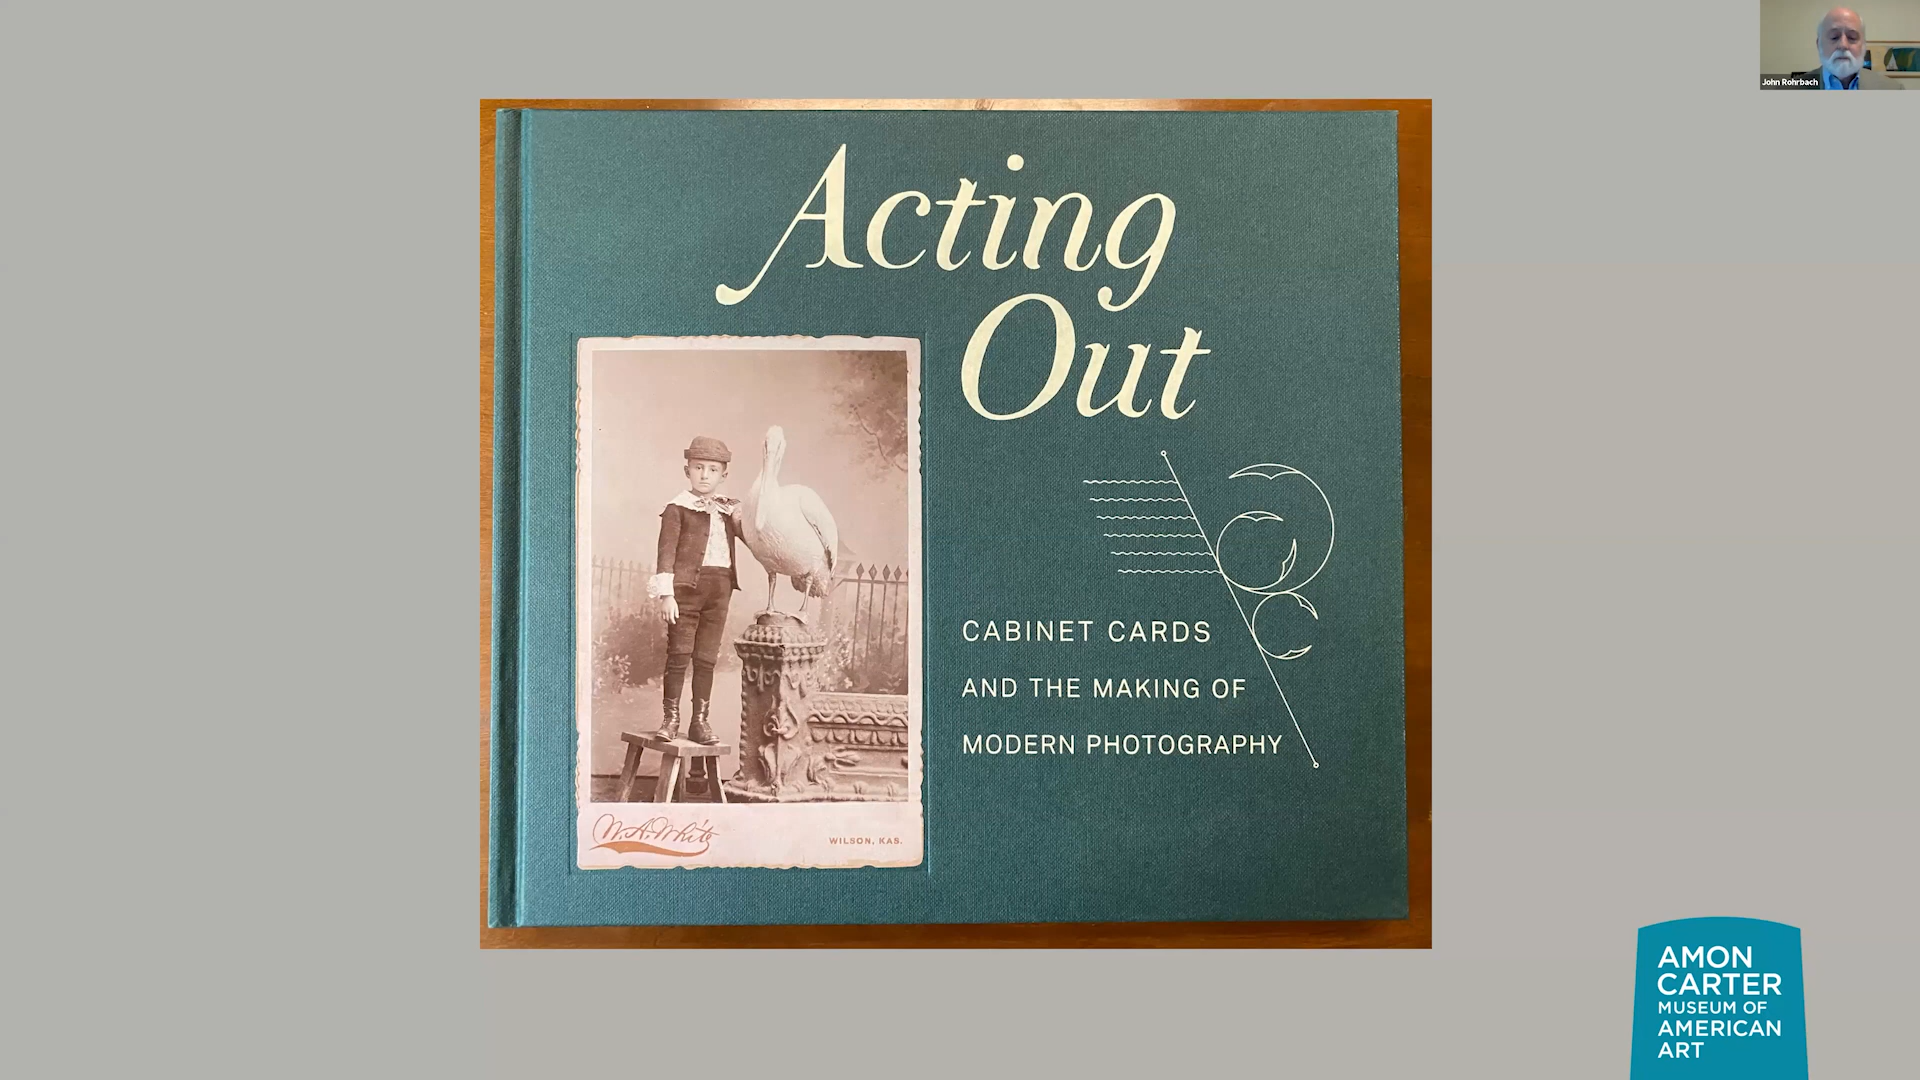 John Rohrbach
Acting
Out
CABINET CARDS
AND THE MAKING OF
MODERN PHOTOGRAPHY
W. A. White
WILSON, KAS.
AMON
CARTER
MUSEUM OF
AMERICAN
ART